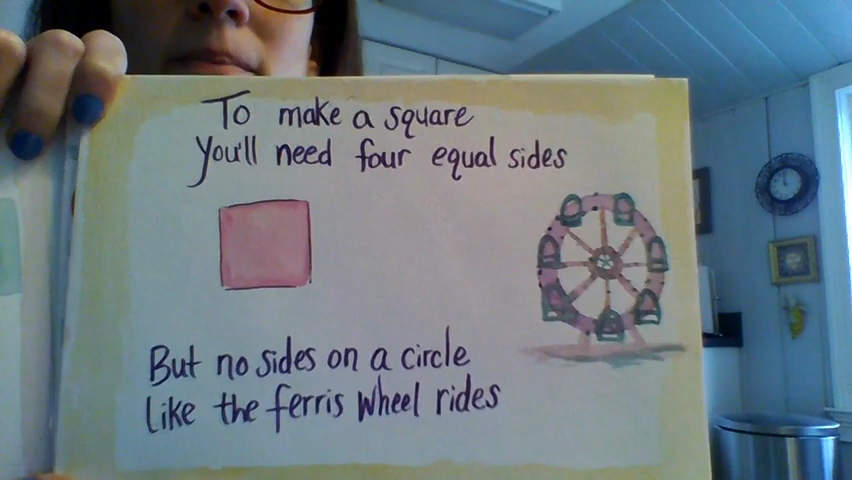 To make a square
You'll need four equal sides
But no sides on a circle
like the ferris wheel rides